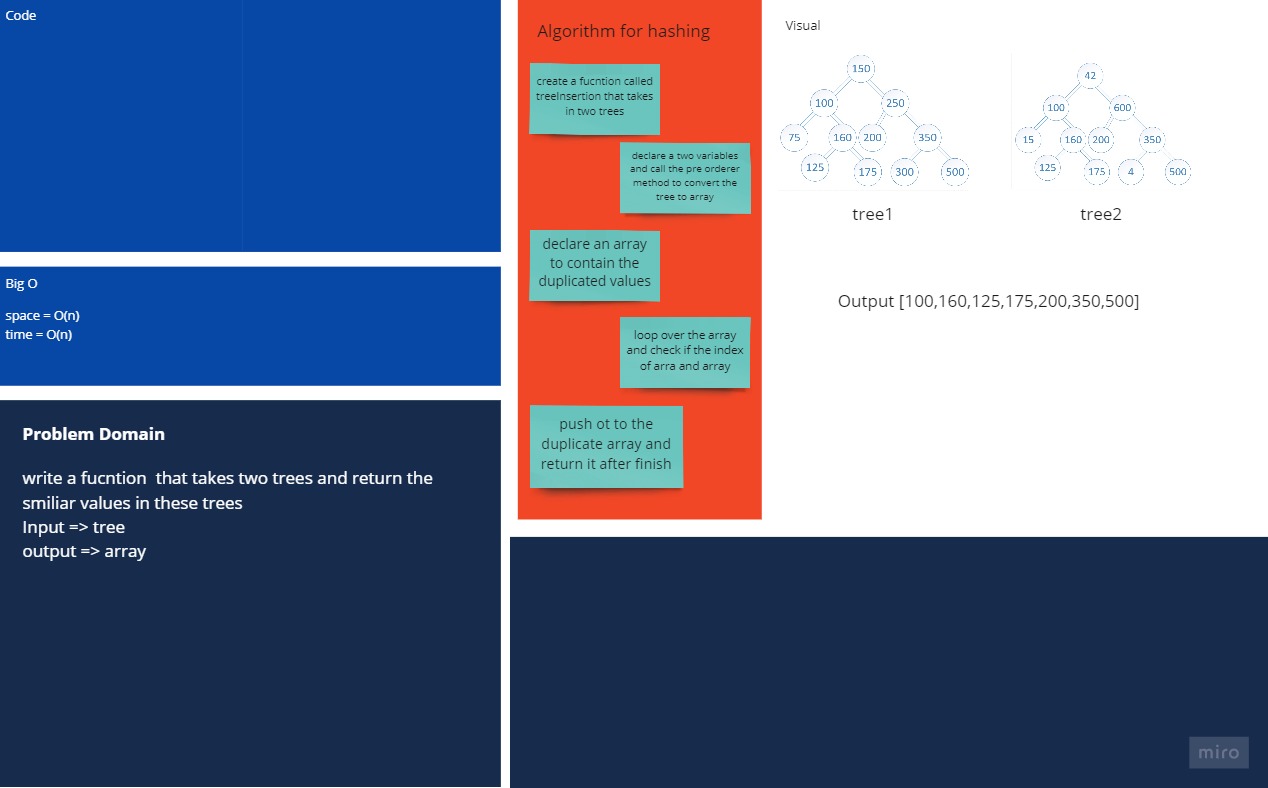 Code
Big O
space = O(n)
time = O(n)
Problem Domain
write a fucntion that takes two trees and return the
smiliar values in these trees
Input => tree
output => array
Algorithm for hashing
create a fucntion called
treeInsertion that takes
in two trees
declare a two variables
and call the pre orderer
method to convert the
tree to array
declare an array
to contain the
duplicated values
loop over the array
and check if the index
of arra and array
push ot to the
duplicate array and
return it after finish
Visual
150
100 250
75 160 200 350
125 175 300 500
tree1
42
100 600
15 160 200 350
125 175 4 500
tree2
Output [100,160,125,175,200,350,500]
miro